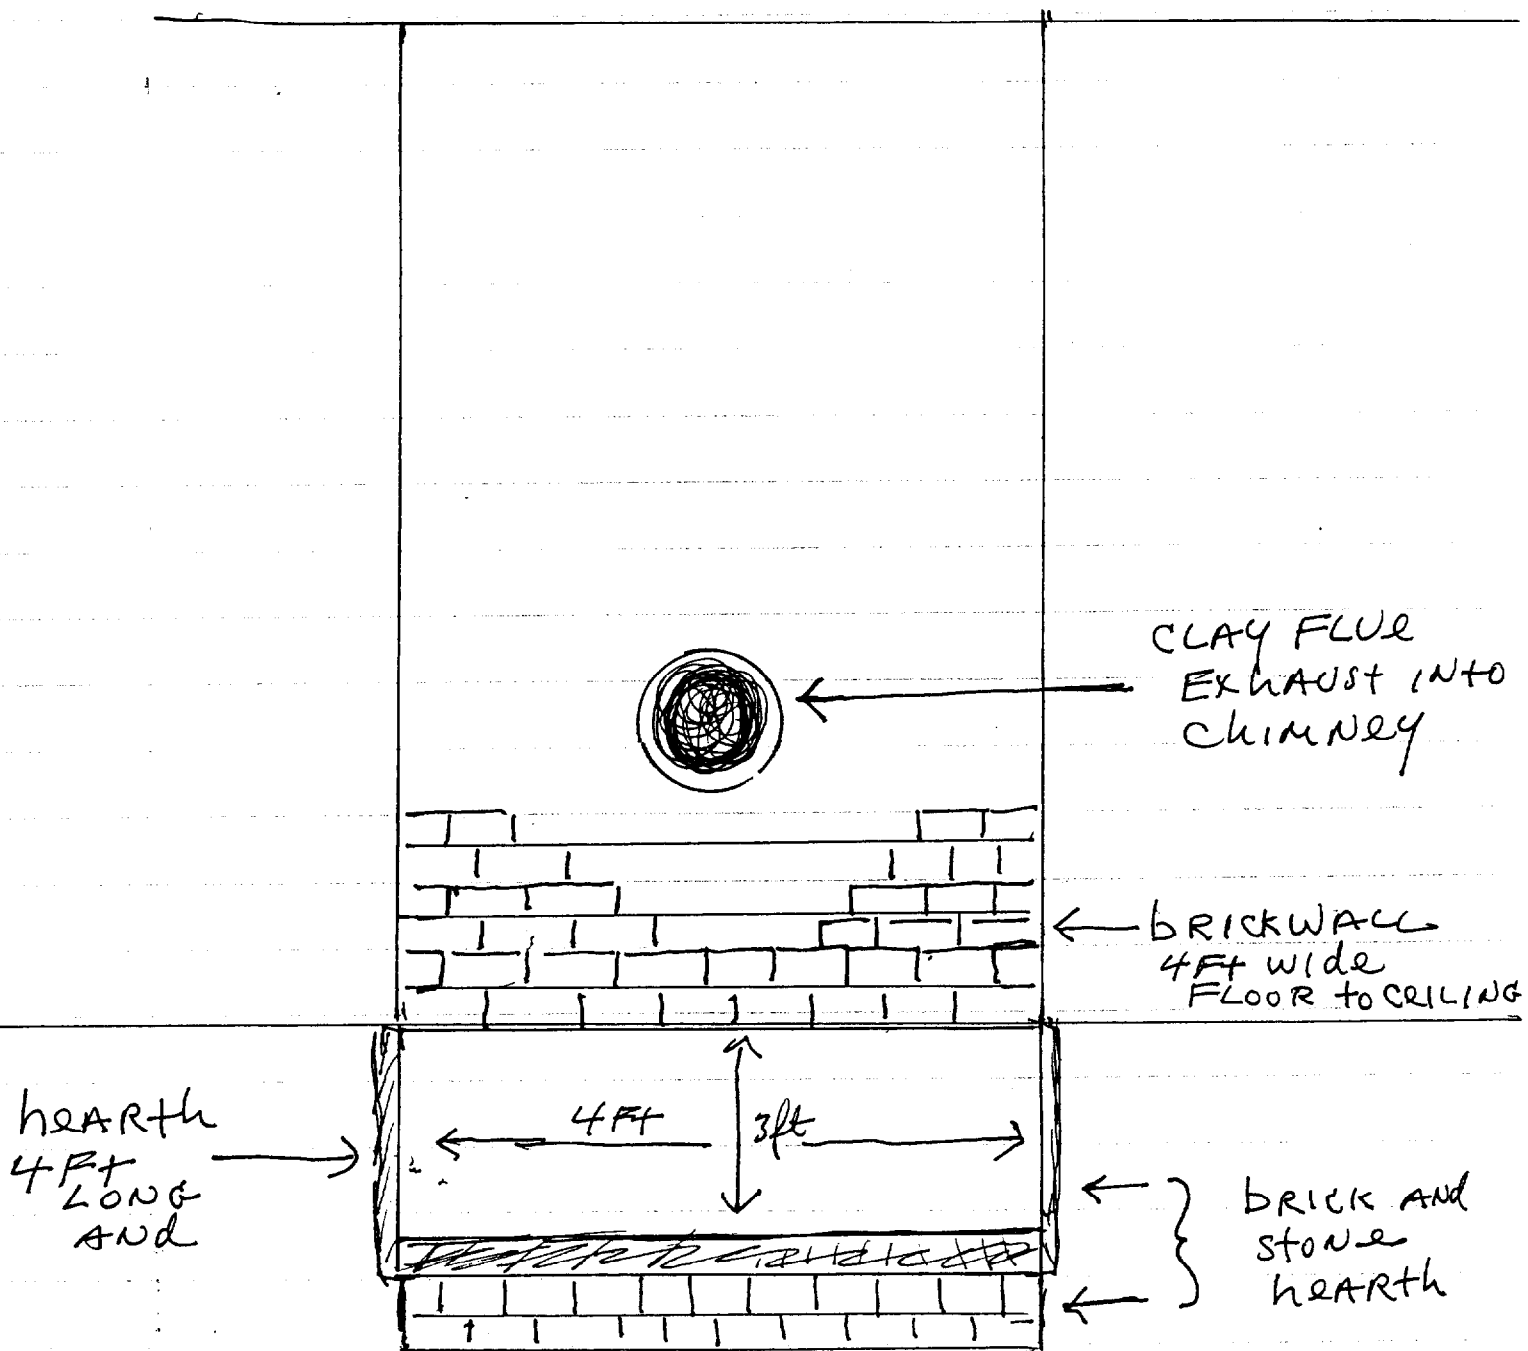 CLAY FLUe
EXhAUSt INtO
ChIMNey
bRICKWALL
4Ft WIde
FLOOR to CeILING
4Ft
3ft
heARth
4Ft
LONG
ANd
bRICK ANd
StONe
heARth